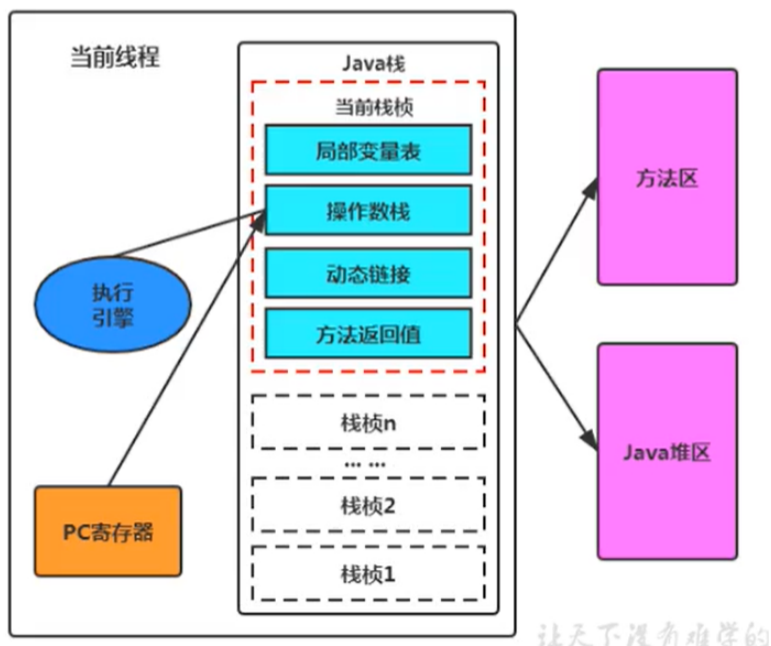 当前线程
Java栈
当前栈桢
局部变量表
操作数栈
动态链接
方法返回值
执行
引擎
PC寄存器
栈桢n
... ...
栈桢2
栈桢1
方法区
Java堆区
让天下没有难学的